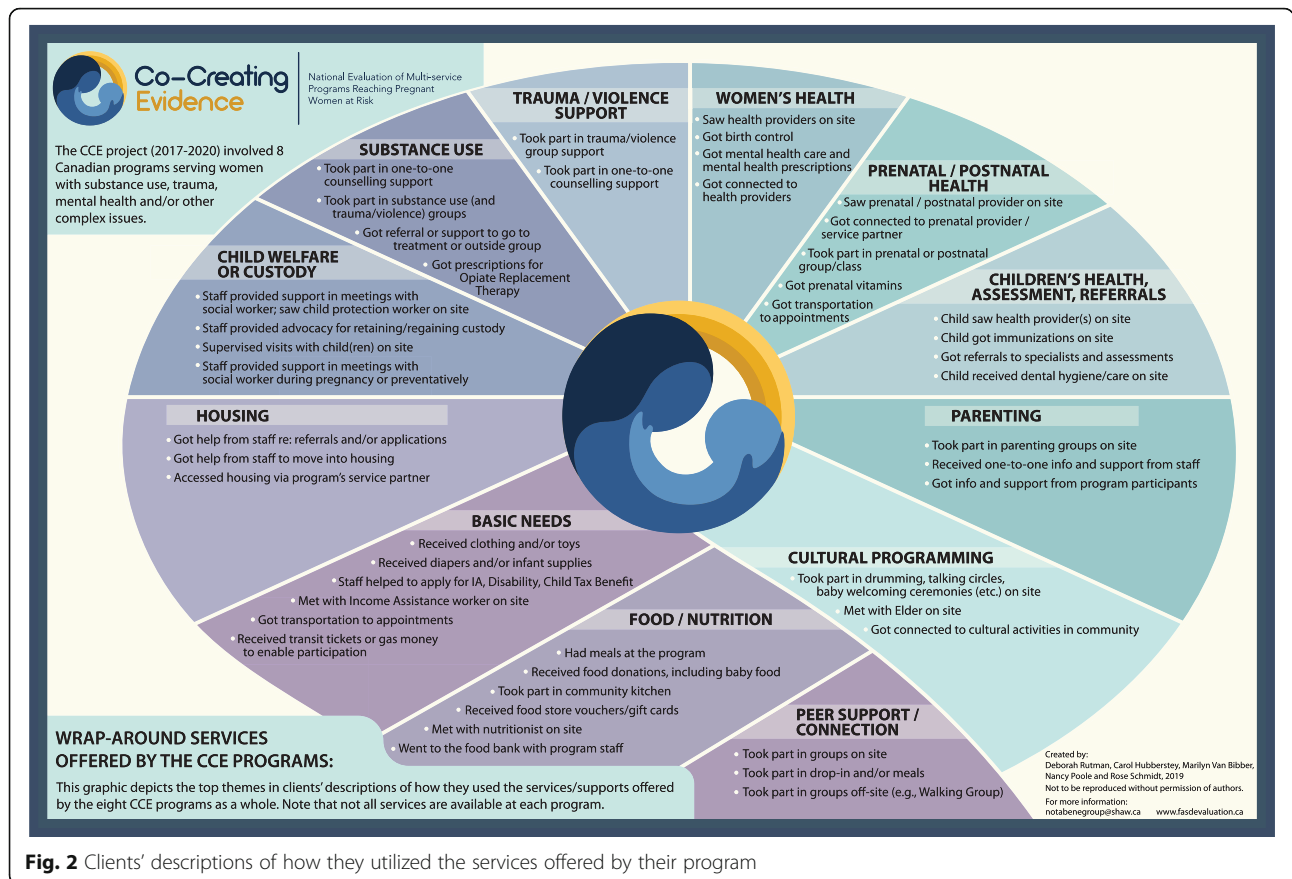 Co-Creating
Evidence
National Evaluation of Multi-service
Programs Reaching Pregnant
Women at Risk
The CCE project (2017-2020) involved 8
Canadian programs serving women
with substance use, trauma,
mental health and/or other
complex issues.
TRAUMA / VIOLENCE
SUPPORT
• Took part in trauma/violence
group support
• Took part in one-to-one
counselling support
WOMEN'S HEALTH
• Saw health providers on site
• Got birth control
• Got mental health care and
mental health prescriptions
• Got connected to
health providers
PRENATAL / POSTNATAL
HEALTH
• Saw prenatal / postnatal provider on site
• Got connected to prenatal provider /
service partner
• Took part in prenatal or postnatal
group/class
• Got prenatal vitamins
• Got transportation
to appointments
CHILDREN'S HEALTH,
ASSESSMENT, REFERRALS
• Child saw health provider(s) on site
• Child got immunizations on site
• Got referrals to specialists and assessments
• Child received dental hygiene/care on site
PARENTING
• Took part in parenting groups on site
• Received one-to-one info and support from staff
• Got info and support from program participants
CULTURAL PROGRAMMING
• Took part in drumming, talking circles,
baby welcoming ceremonies (etc.) on site
• Met with Elder on site
• Got connected to cultural activities in community
PEER SUPPORT /
CONNECTION
• Took part in groups on site
• Took part in drop-in and/or meals
• Took part in groups off-site (e.g., Walking Group)
FOOD / NUTRITION
• Had meals at the program
• Received food donations, including baby food
• Took part in community kitchen
• Received food store vouchers/gift cards
• Met with nutritionist on site
• Went to the food bank with program staff
BASIC NEEDS
• Received clothing and/or toys
• Received diapers and/or infant supplies
• Staff helped to apply for IA, Disability, Child Tax Benefit
• Met with Income Assistance worker on site
• Got transportation to appointments
• Received transit tickets or gas money
to enable participation
HOUSING
• Got help from staff re: referrals and/or applications
• Got help from staff to move into housing
• Accessed housing via program's service partner
CHILD WELFARE
OR CUSTODY
• Staff provided support in meetings with
social worker; saw child protection worker on site
• Staff provided advocacy for retaining/regaining custody
• Supervised visits with child(ren) on site
• Staff provided support in meetings with
social worker during pregnancy or preventatively
SUBSTANCE USE
• Took part in one-to-one
counselling support
• Took part in substance use (and
trauma/violence) groups
• Got referral or support to go to
treatment or outside group
• Got prescriptions for
Opiate Replacement
Therapy
WRAP-AROUND SERVICES
OFFERED BY THE CCE PROGRAMS:
This graphic depicts the top themes in clients' descriptions of how they used the services/supports offered
by the eight CCE programs as a whole. Note that not all services are available at each program.
Created by:
Deborah Rutman, Carol Hubberstey, Marilyn Van Bibber,
Nancy Poole and Rose Schmidt, 2019
Not to be reproduced without permission of authors.
For more information:
notabenegroup@shaw.ca www.fasdevaluation.ca
Fig. 2 Clients' descriptions of how they utilized the services offered by their program